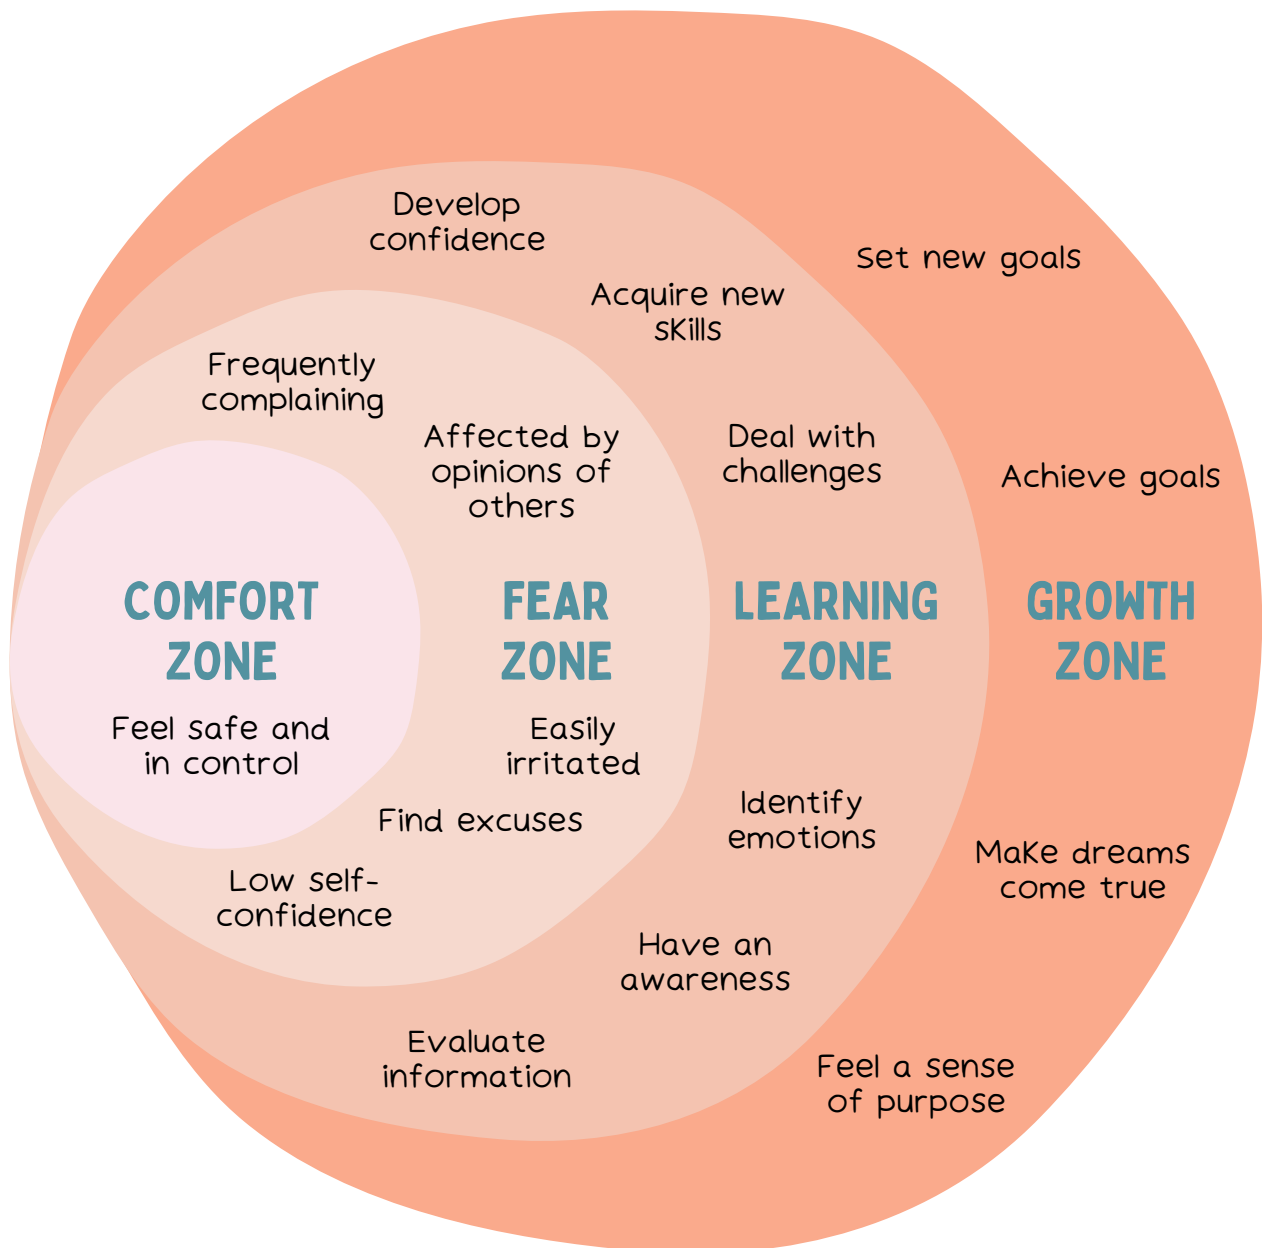 Develop
confidence
Set new goals
Acquire new
skills
Frequently
complaining
Affected by
opinions of
others
Deal with
challenges
Achieve goals
COMFORT
ZONE
FEAR
ZONE
LEARNING
ZONE
GROWTH
ZONE
Feel safe and
in control
Easily
irritated
Find excuses
Identify
emotions
Make dreams
come true
Low self-
confidence
Have an
awareness
Evaluate
information
Feel a sense
of purpose